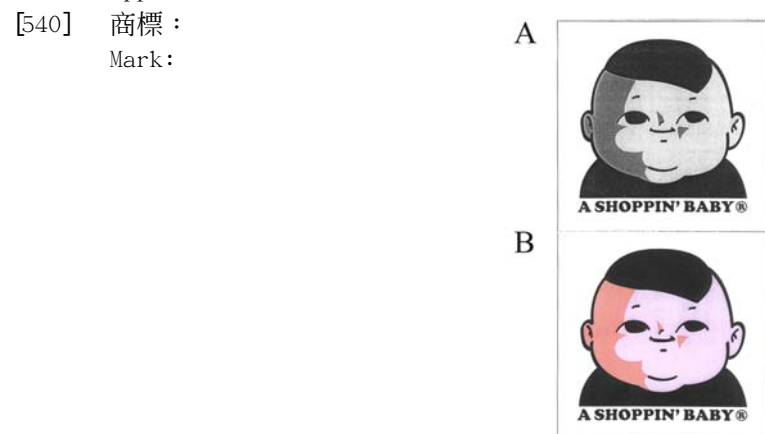 [540] 商標：
Mark:
A
A SHOPPIN' BABY®
B
A SHOPPIN' BABY®